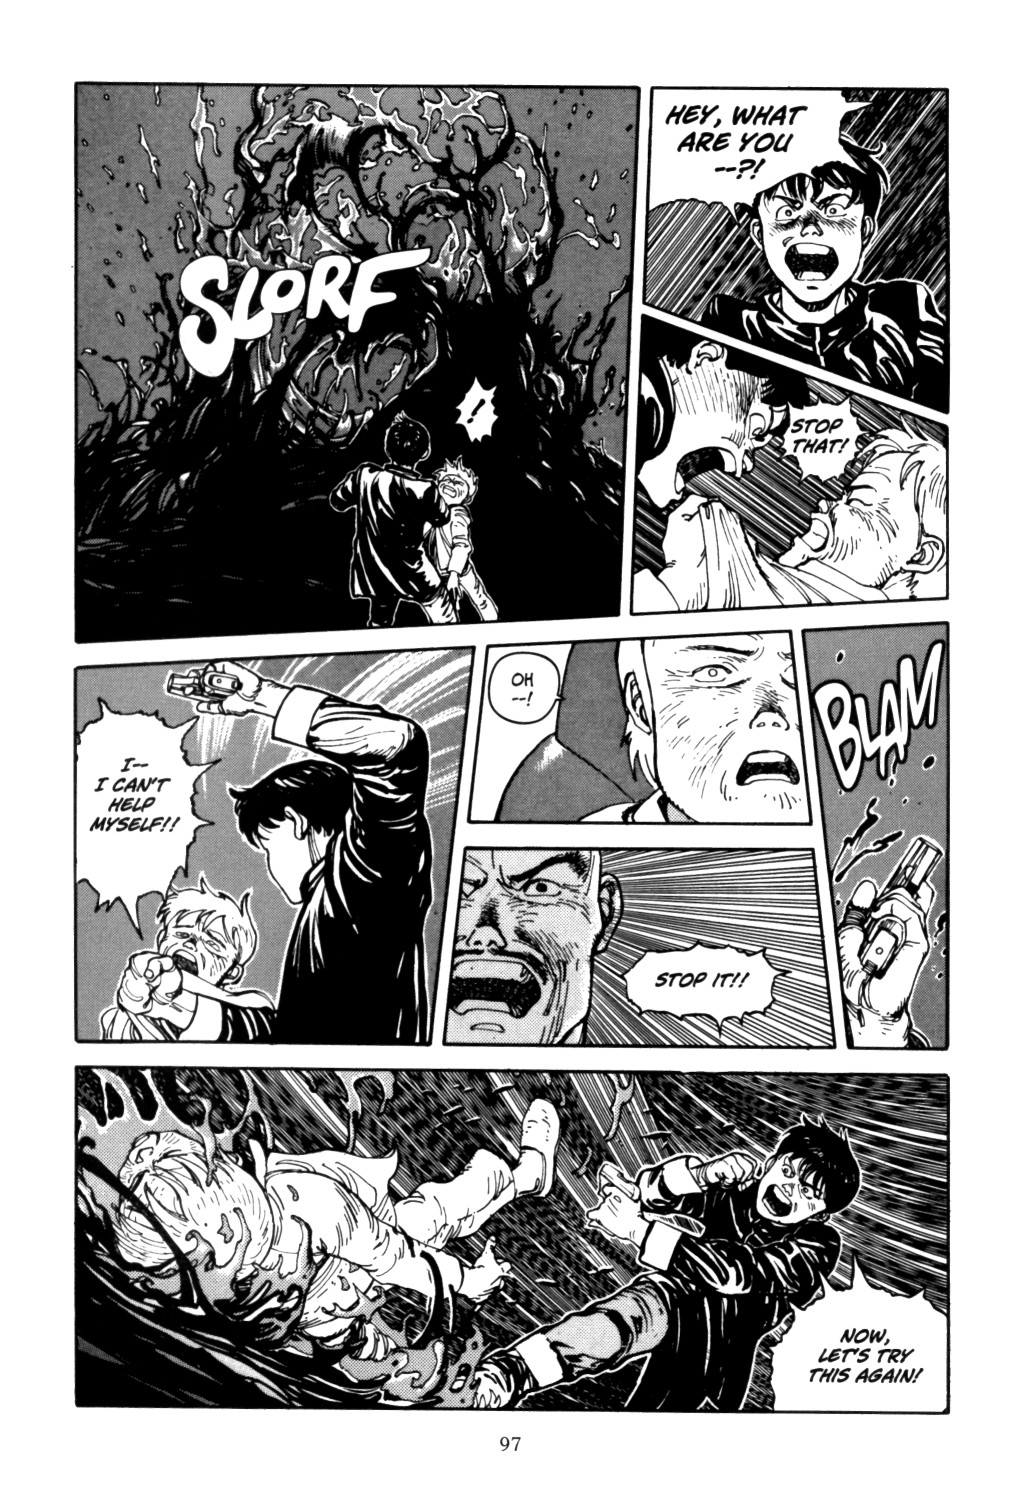 SLORF
!
HEY, WHAT
ARE YOU
--?!
STOP
THAT!
I--
I CAN'T
HELP
MYSELF!!
OH
--!
BLAM
STOP IT!!
NOW,
LET'S TRY
THIS AGAIN!
97